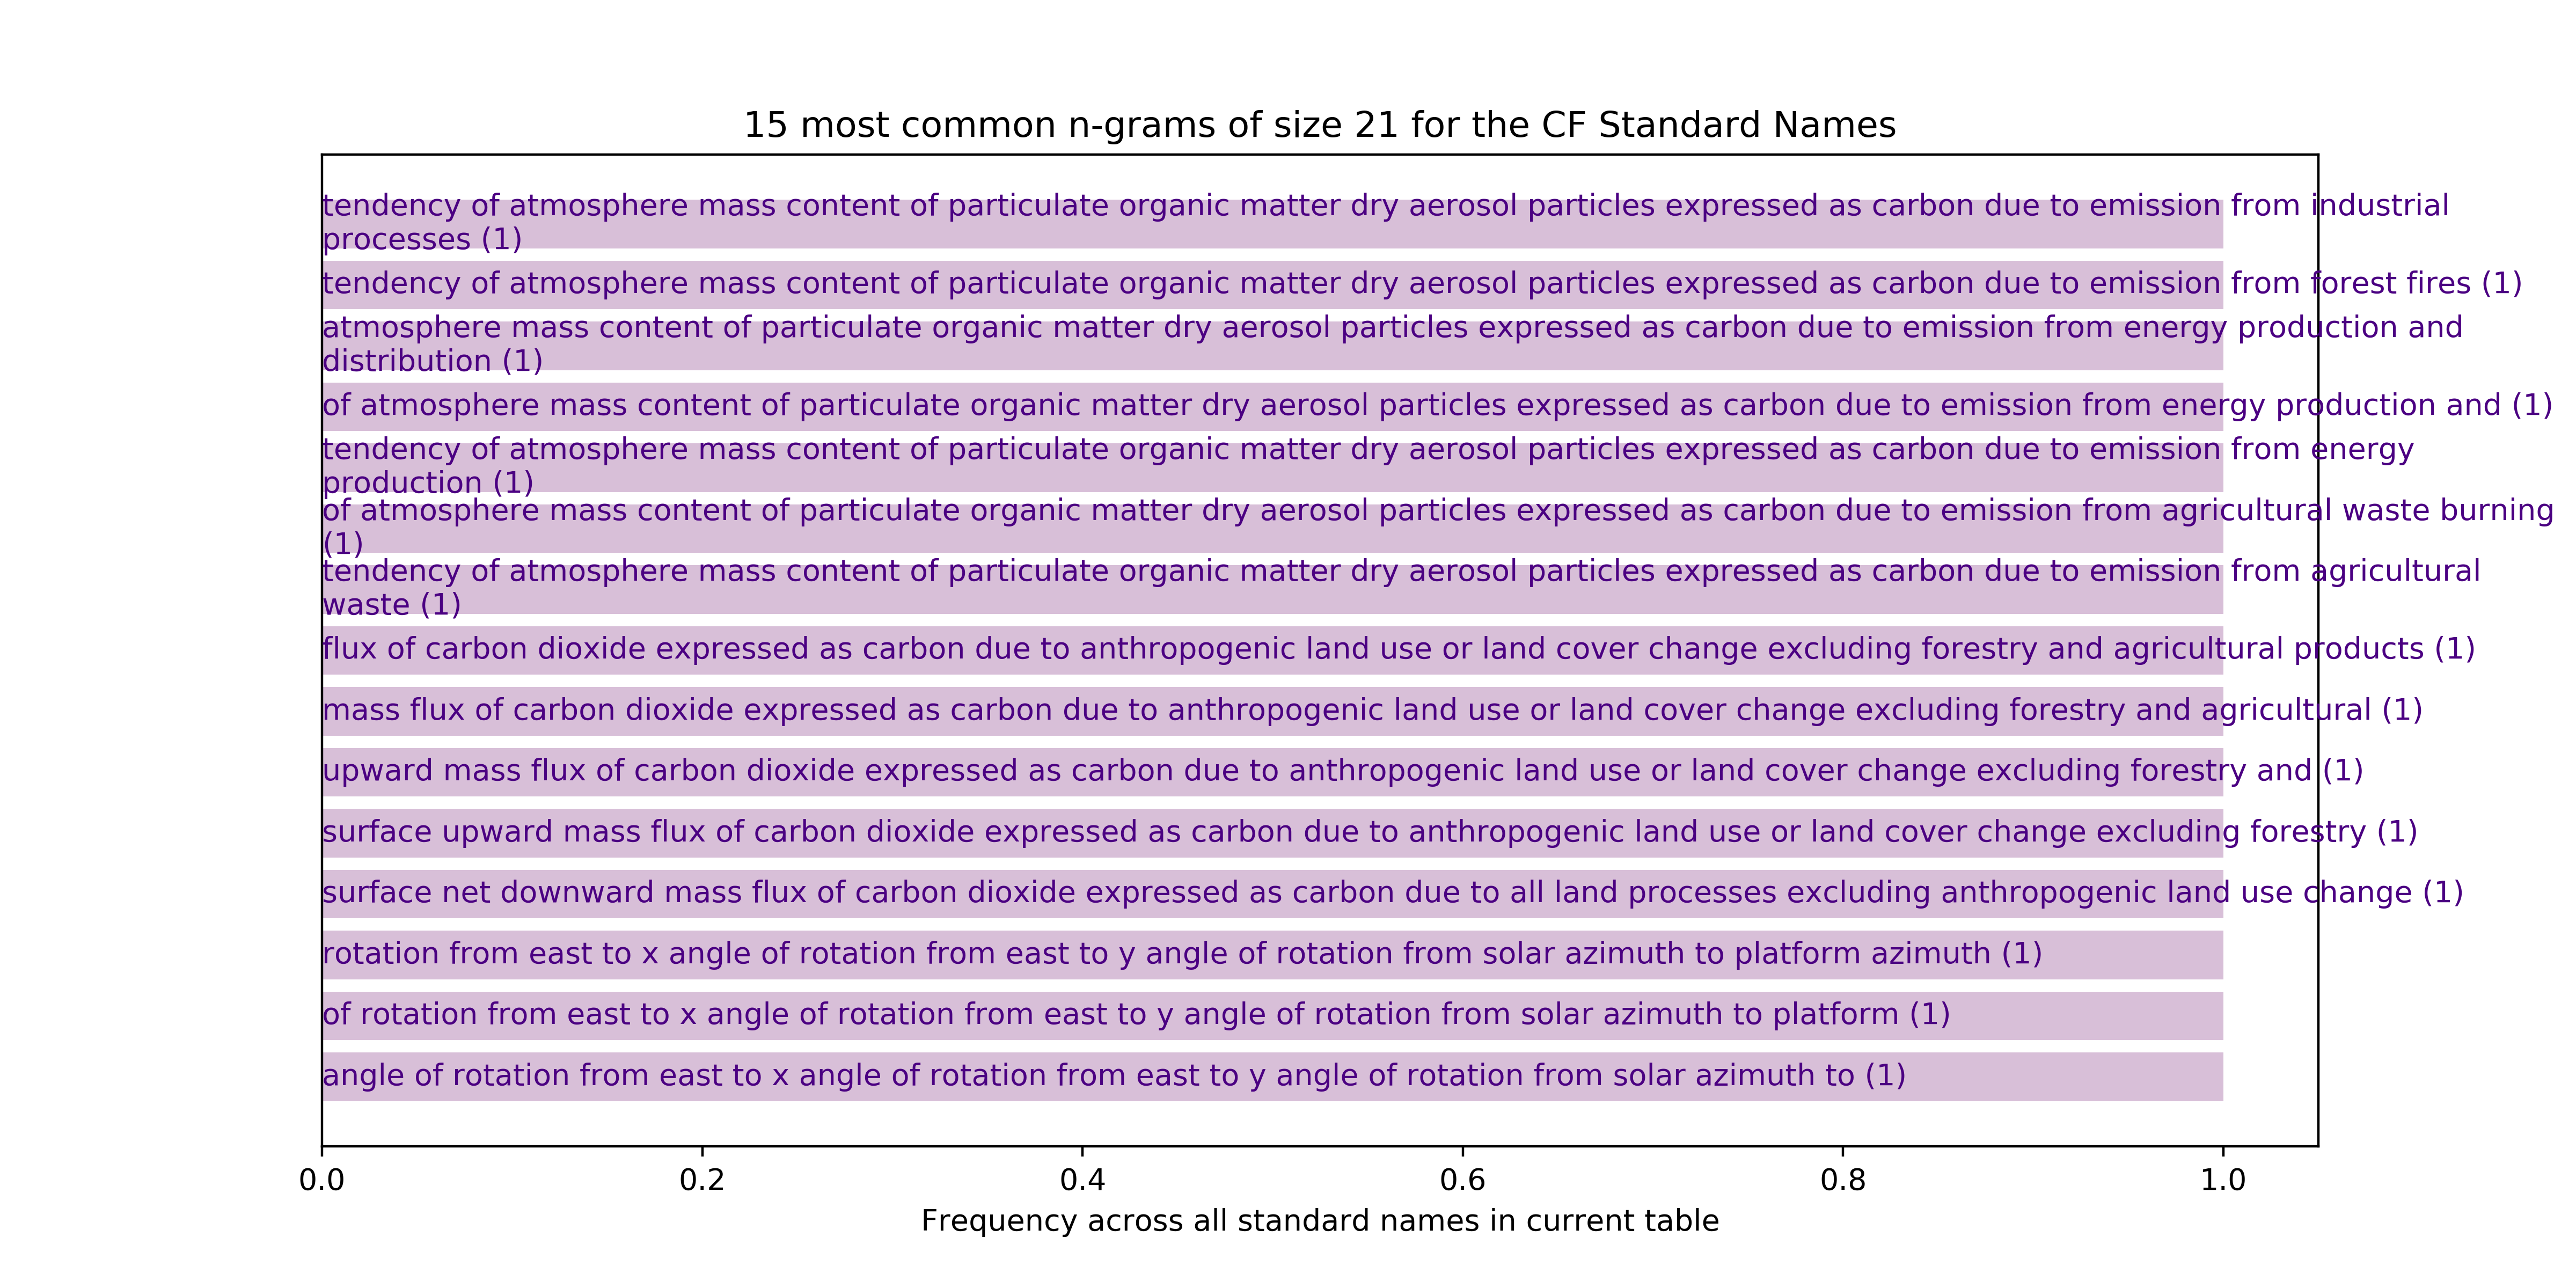 15 most common n-grams of size 21 for the CF Standard Names
tendency of atmosphere mass content of particulate organic matter dry aerosol particles expressed as carbon due to emission from industrial
processes (1)
tendency of atmosphere mass content of particulate organic matter dry aerosol particles expressed as carbon due to emission from forest fires (1)
atmosphere mass content of particulate organic matter dry aerosol particles expressed as carbon due to emission from energy production and
distribution (1)
of atmosphere mass content of particulate organic matter dry aerosol particles expressed as carbon due to emission from energy production and (1)
tendency of atmosphere mass content of particulate organic matter dry aerosol particles expressed as carbon due to emission from energy
production (1)
of atmosphere mass content of particulate organic matter dry aerosol particles expressed as carbon due to emission from agricultural waste burning
(1)
tendency of atmosphere mass content of particulate organic matter dry aerosol particles expressed as carbon due to emission from agricultural
waste (1)
flux of carbon dioxide expressed as carbon due to anthropogenic land use or land cover change excluding forestry and agricultural products (1)
mass flux of carbon dioxide expressed as carbon due to anthropogenic land use or land cover change excluding forestry and agricultural (1)
upward mass flux of carbon dioxide expressed as carbon due to anthropogenic land use or land cover change excluding forestry and (1)
surface upward mass flux of carbon dioxide expressed as carbon due to anthropogenic land use or land cover change excluding forestry (1)
surface net downward mass flux of carbon dioxide expressed as carbon due to all land processes excluding anthropogenic land use change (1)
rotation from east to x angle of rotation from east to y angle of rotation from solar azimuth to platform azimuth (1)
of rotation from east to x angle of rotation from east to y angle of rotation from solar azimuth to platform (1)
angle of rotation from east to x angle of rotation from east to y angle of rotation from solar azimuth to (1)
0.0 0.2 0.4 0.6 0.8 1.0
Frequency across all standard names in current table